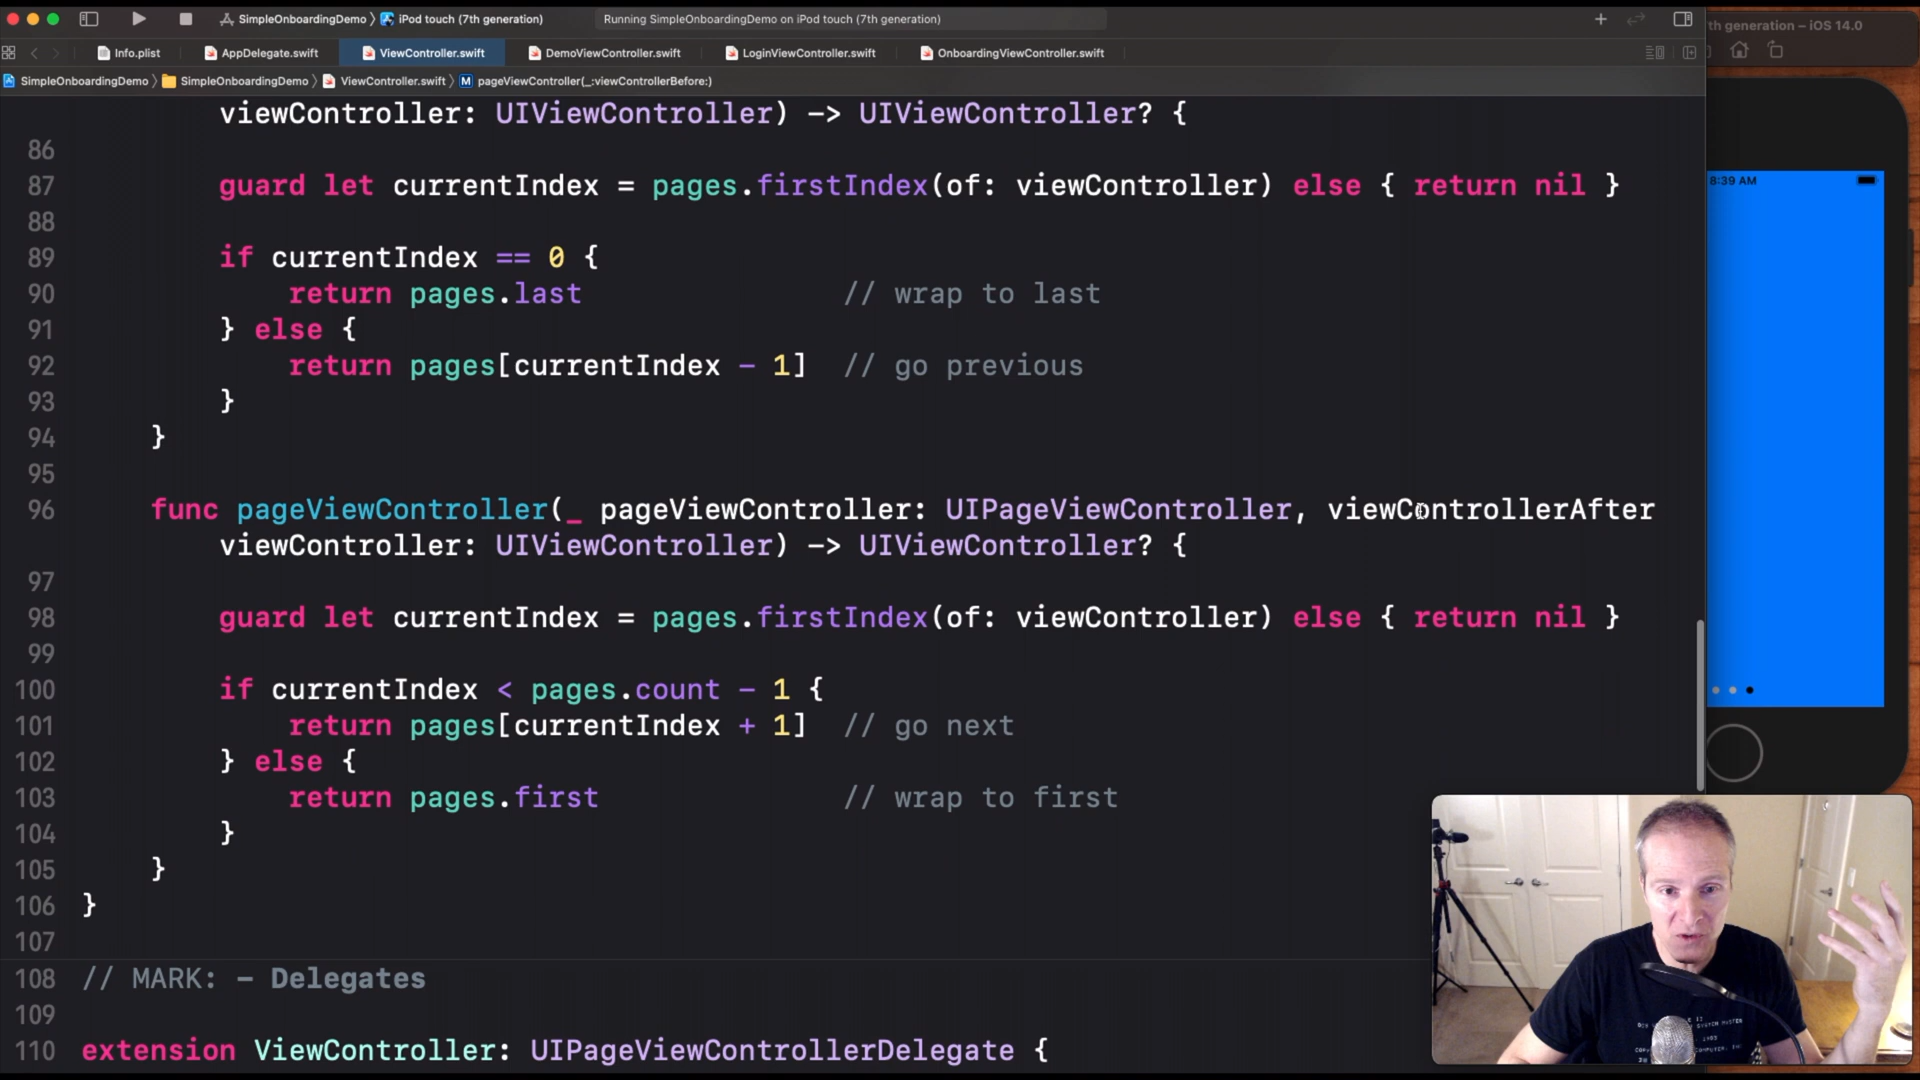 SimpleOnboardingDemo 〉 iPod touch (7th generation)
Running SimpleOnboardingDemo on iPod touch (7th generation)
th generation – iOS 14.0
Info.plist
AppDelegate.swift
ViewController.swift
DemoViewController.swift
LoginViewController.swift
OnboardingViewController.swift
SimpleOnboardingDemo 〉 SimpleOnboardingDemo 〉 ViewController.swift 〉 M pageViewController(_:viewControllerBefore:)
viewController: UIViewController) -> UIViewController? {
86
87 guard let currentIndex = pages.firstIndex(of: viewController) else { return nil }
8:39 AM
88
89 if currentIndex == 0 {
90 return pages.last // wrap to last
91 } else {
92 return pages[currentIndex - 1] // go previous
93 }
94 }
95
96 func pageViewController(_ pageViewController: UIPageViewController, viewControllerAfter
viewController: UIViewController) -> UIViewController? {
97
98 guard let currentIndex = pages.firstIndex(of: viewController) else { return nil }
99
100 if currentIndex < pages.count - 1 {
101 return pages[currentIndex + 1] // go next
102 } else {
103 return pages.first // wrap to first
104 }
105 }
106 }
107
108 // MARK: - Delegates
109
110 extension ViewController: UIPageViewControllerDelegate {